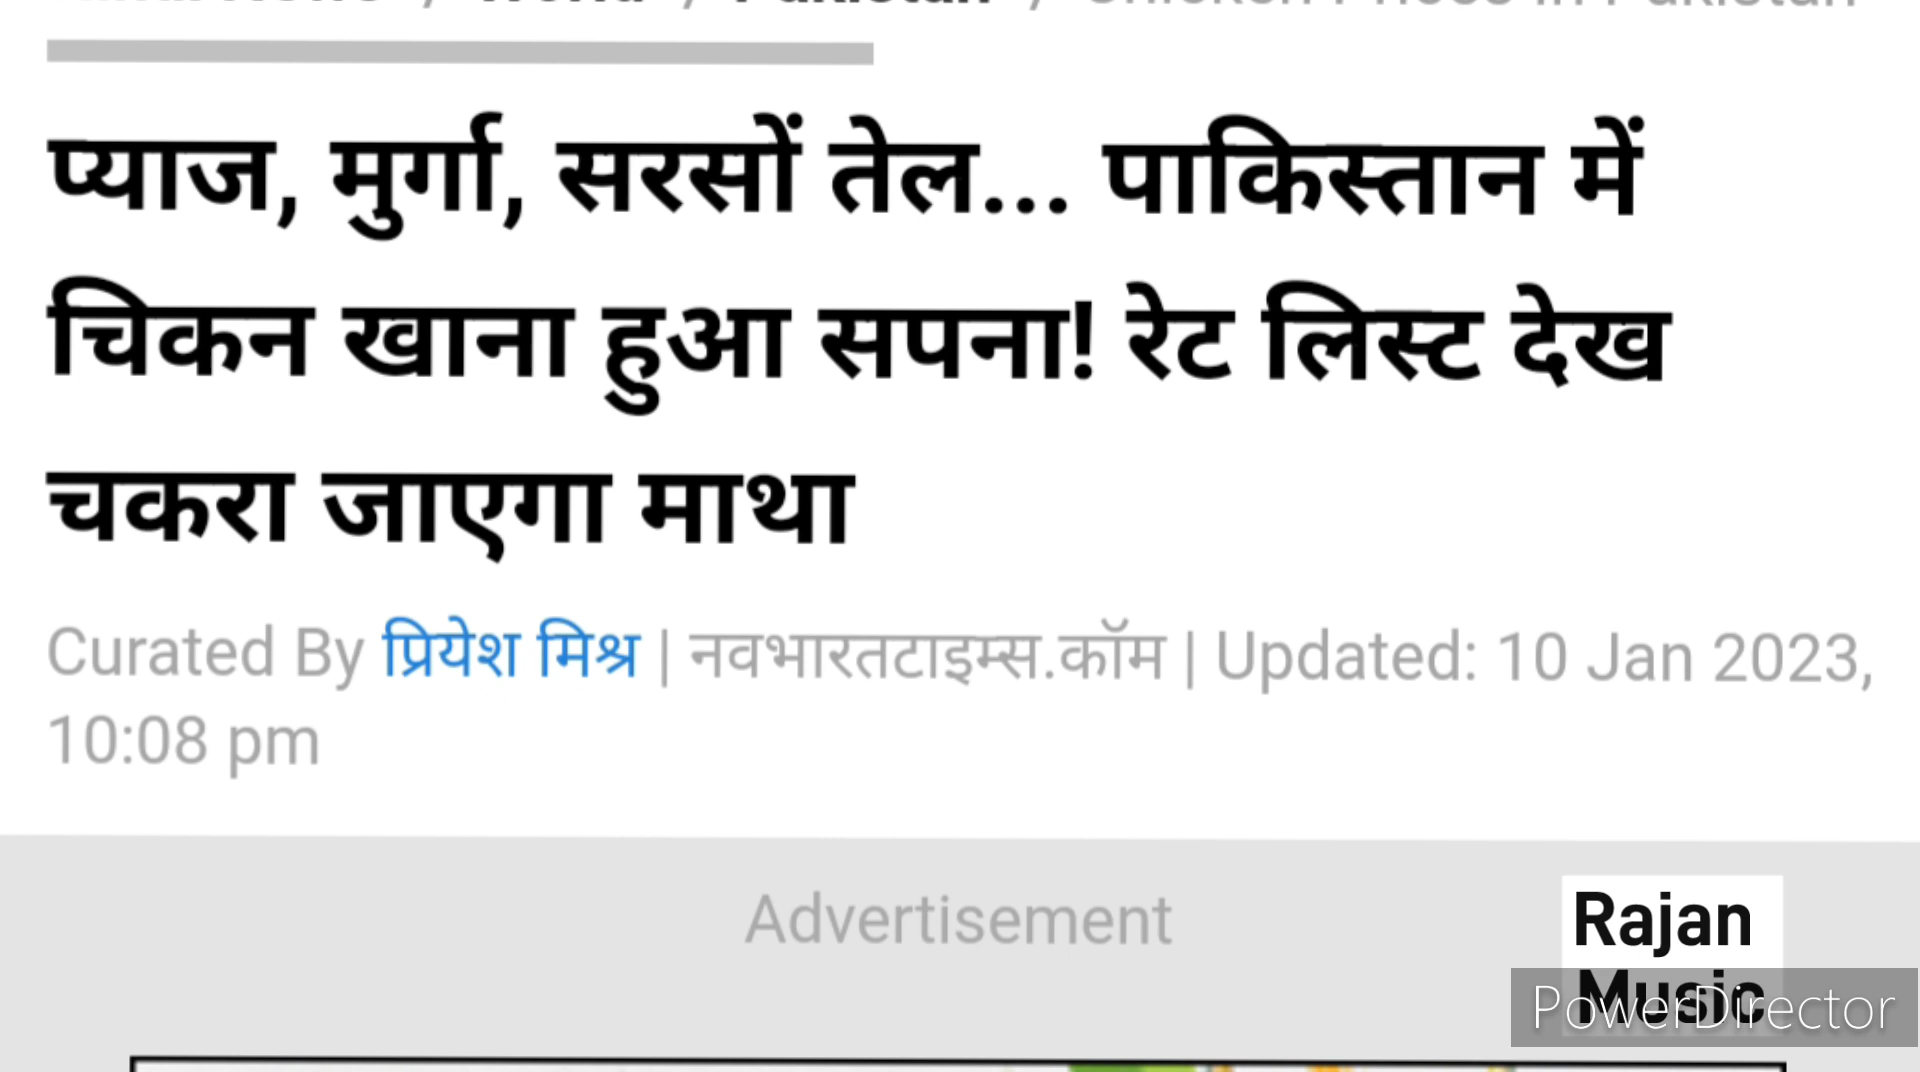 प्याज, मुर्गा, सरसों तेल... पाकिस्तान में
चिकन खाना हुआ सपना! रेट लिस्ट देख
चकरा जाएगा माथा
Curated By प्रियेश मिश्र | नवभारतटाइम्स.कॉम | Updated: 10 Jan 2023,
10:08 pm
Advertisement
Rajan
Music
PowerDirector